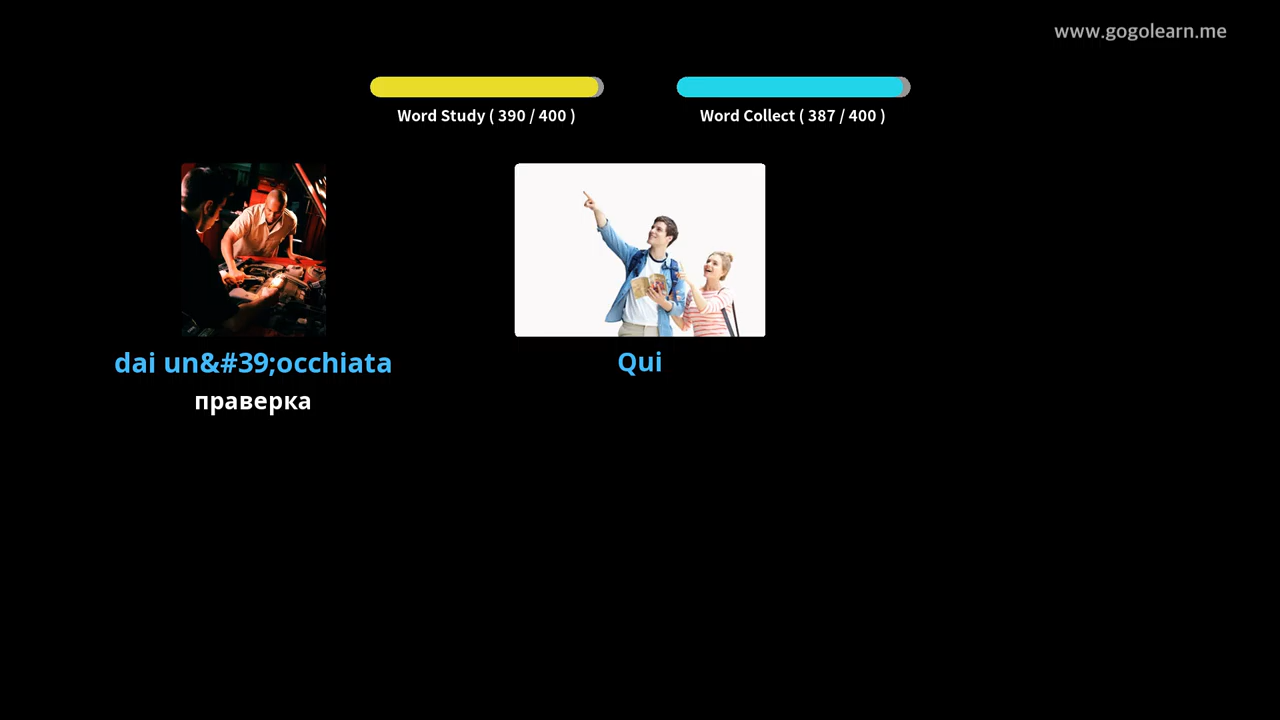 www.gogolearn.me
Word Study ( 390 / 400 )
Word Collect ( 387 / 400 )
dai un&#39;occhiata
праверка
Qui